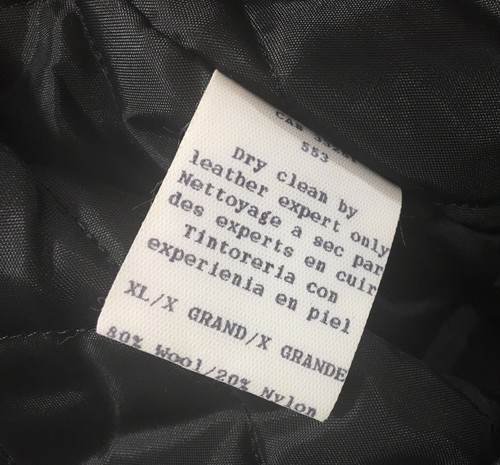 553
Dry clean by
leather expert only
Nettoyage a sec par
des experts en cuir
Tintoreria con
experienia en piel
XL/X GRAND/X GRANDE
80% Wool/20% Nylon